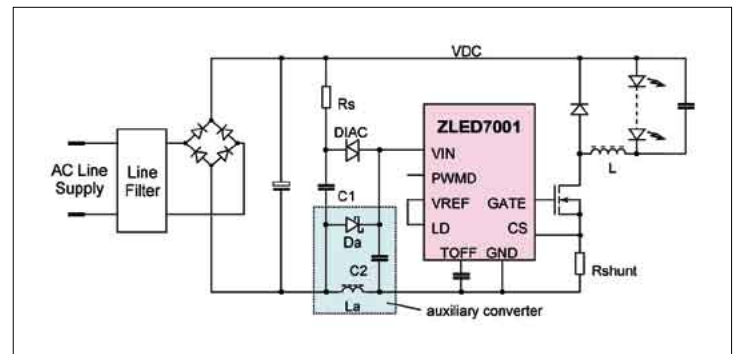 VDC
Rs
DIAC
ZLED7001
VIN
PWMD
VREF
GATE
LD
CS
TOFF GND
AC Line
Supply
Line
Filter
C1
Da
C2
La
L
Rshunt
auxiliary converter